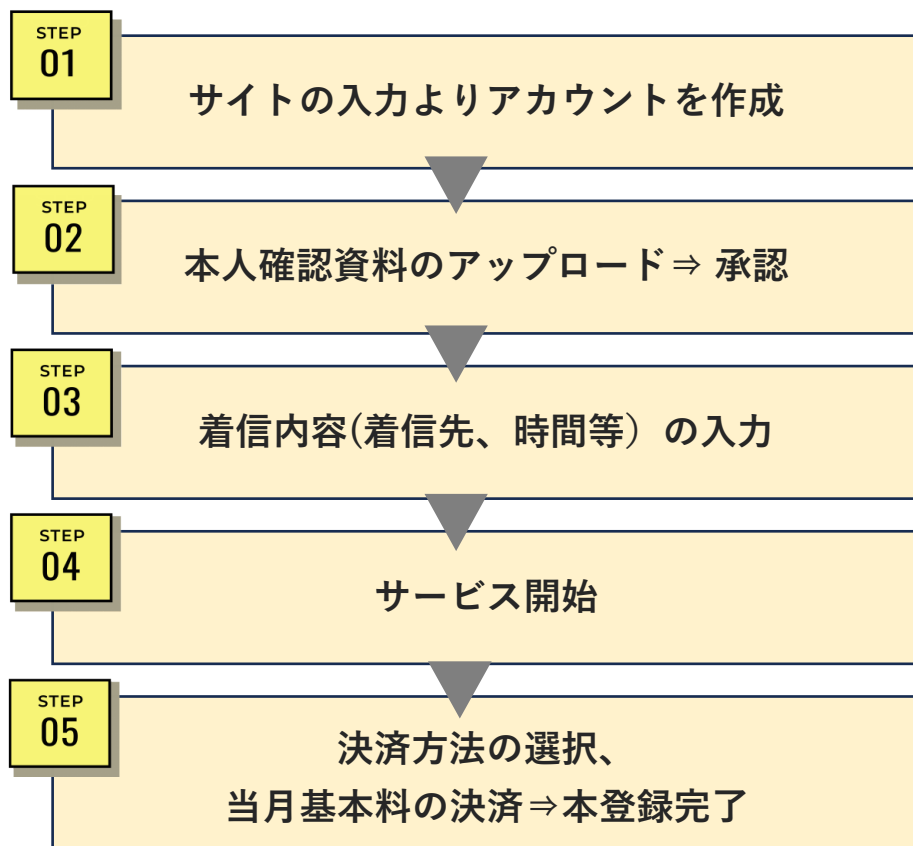 STEP
01
サイトの入力よりアカウントを作成
STEP
02
本人確認資料のアップロード⇒ 承認
STEP
03
着信内容(着信先、時間等）の入力
STEP
04
サービス開始
STEP
05
決済方法の選択、
当月基本料の決済⇒本登録完了